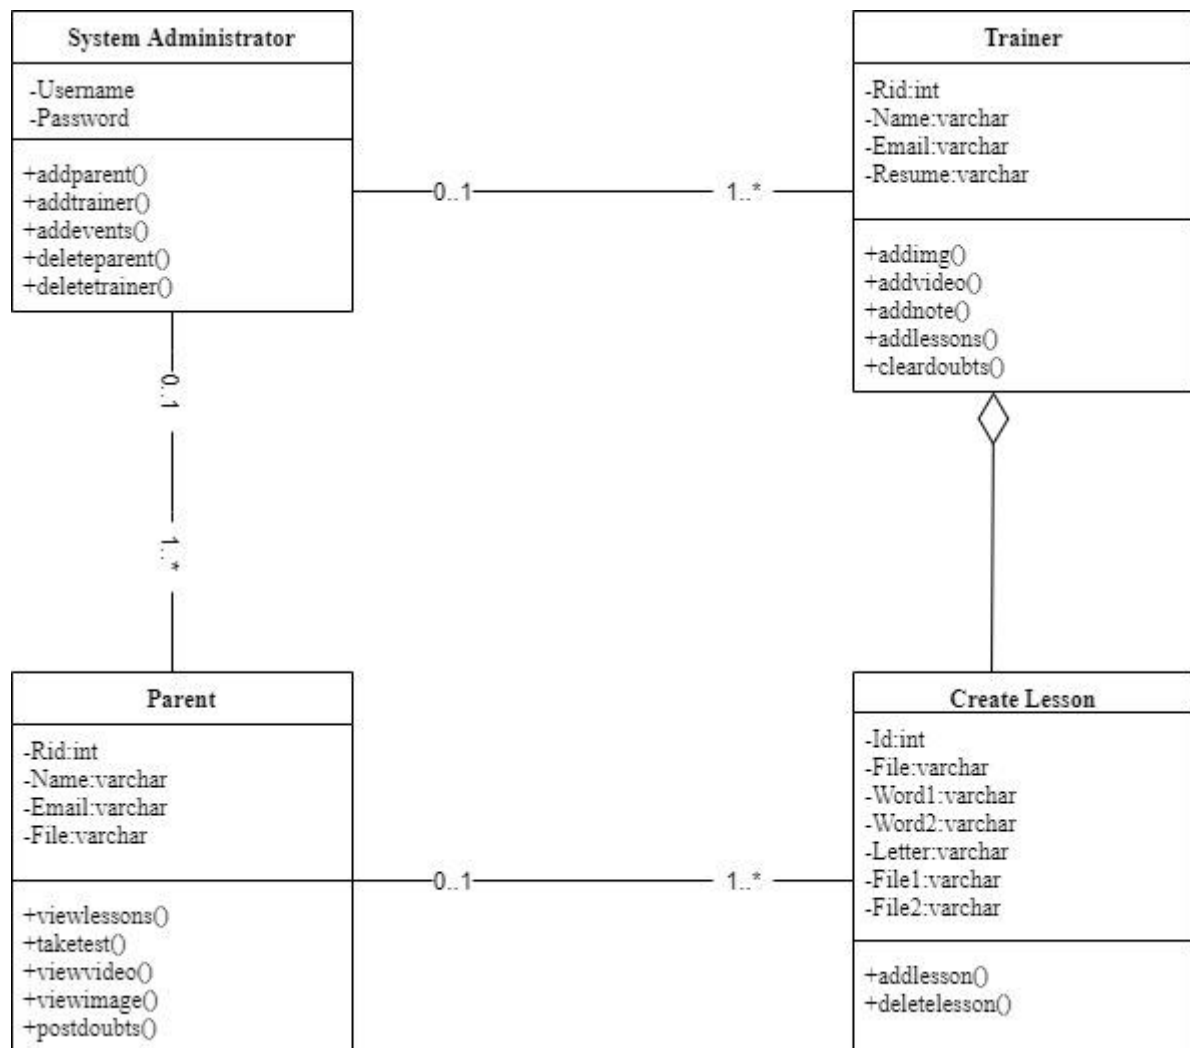 System Administrator
-Username
-Password
+addparent()
+addtrainer()
+addevents()
+deleteparent()
+deletetrainer()
0..1
1..*
Trainer
-Rid:int
-Name:varchar
-Email:varchar
-Resume:varchar
+addimg()
+addvideo()
+addnote()
+addlessons()
+cleardoubts()
0..1
1..*
Parent
-Rid:int
-Name:varchar
-Email:varchar
-File:varchar
+viewlessons()
+taketest()
+viewvideo()
+viewimage()
+postdoubts()
0..1
1..*
Create Lesson
-Id:int
-File:varchar
-Word1:varchar
-Word2:varchar
-Letter:varchar
-File1:varchar
-File2:varchar
+addlesson()
+deletelesson()